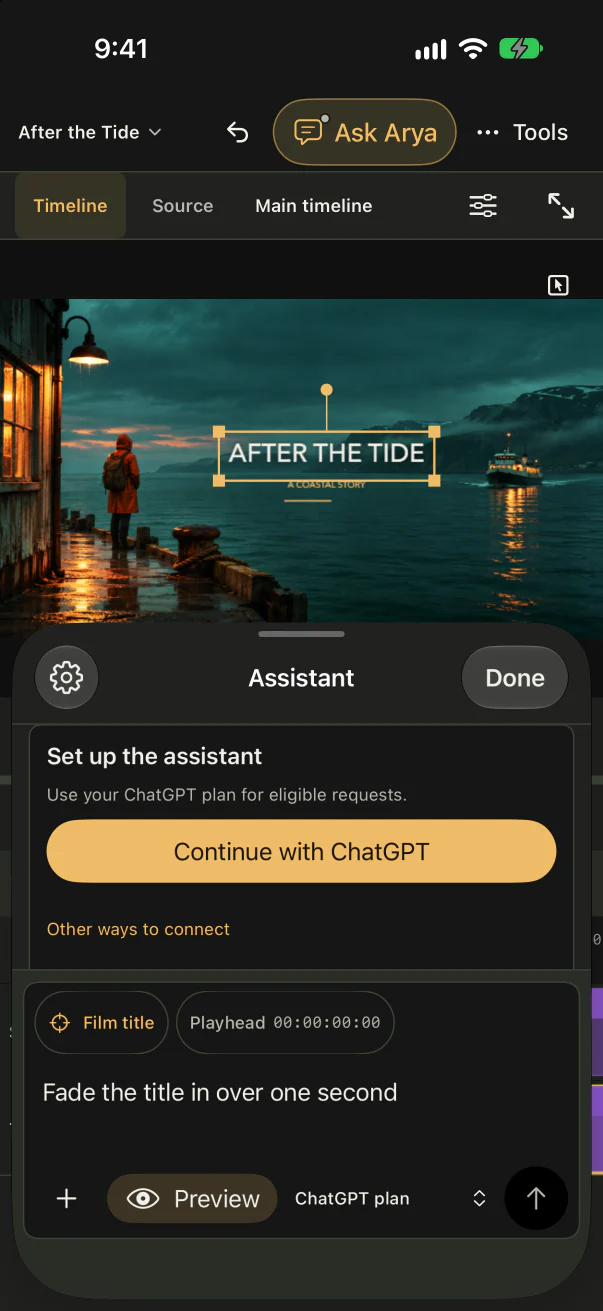 9:41
After the Tide
Ask Arya
Tools
Timeline
Source
Main timeline
AFTER THE TIDE
A COASTAL STORY
Assistant
Done
Set up the assistant
Use your ChatGPT plan for eligible requests.
Continue with ChatGPT
Other ways to connect
Film title
Playhead 00:00:00:00
Fade the title in over one second
Preview
ChatGPT plan